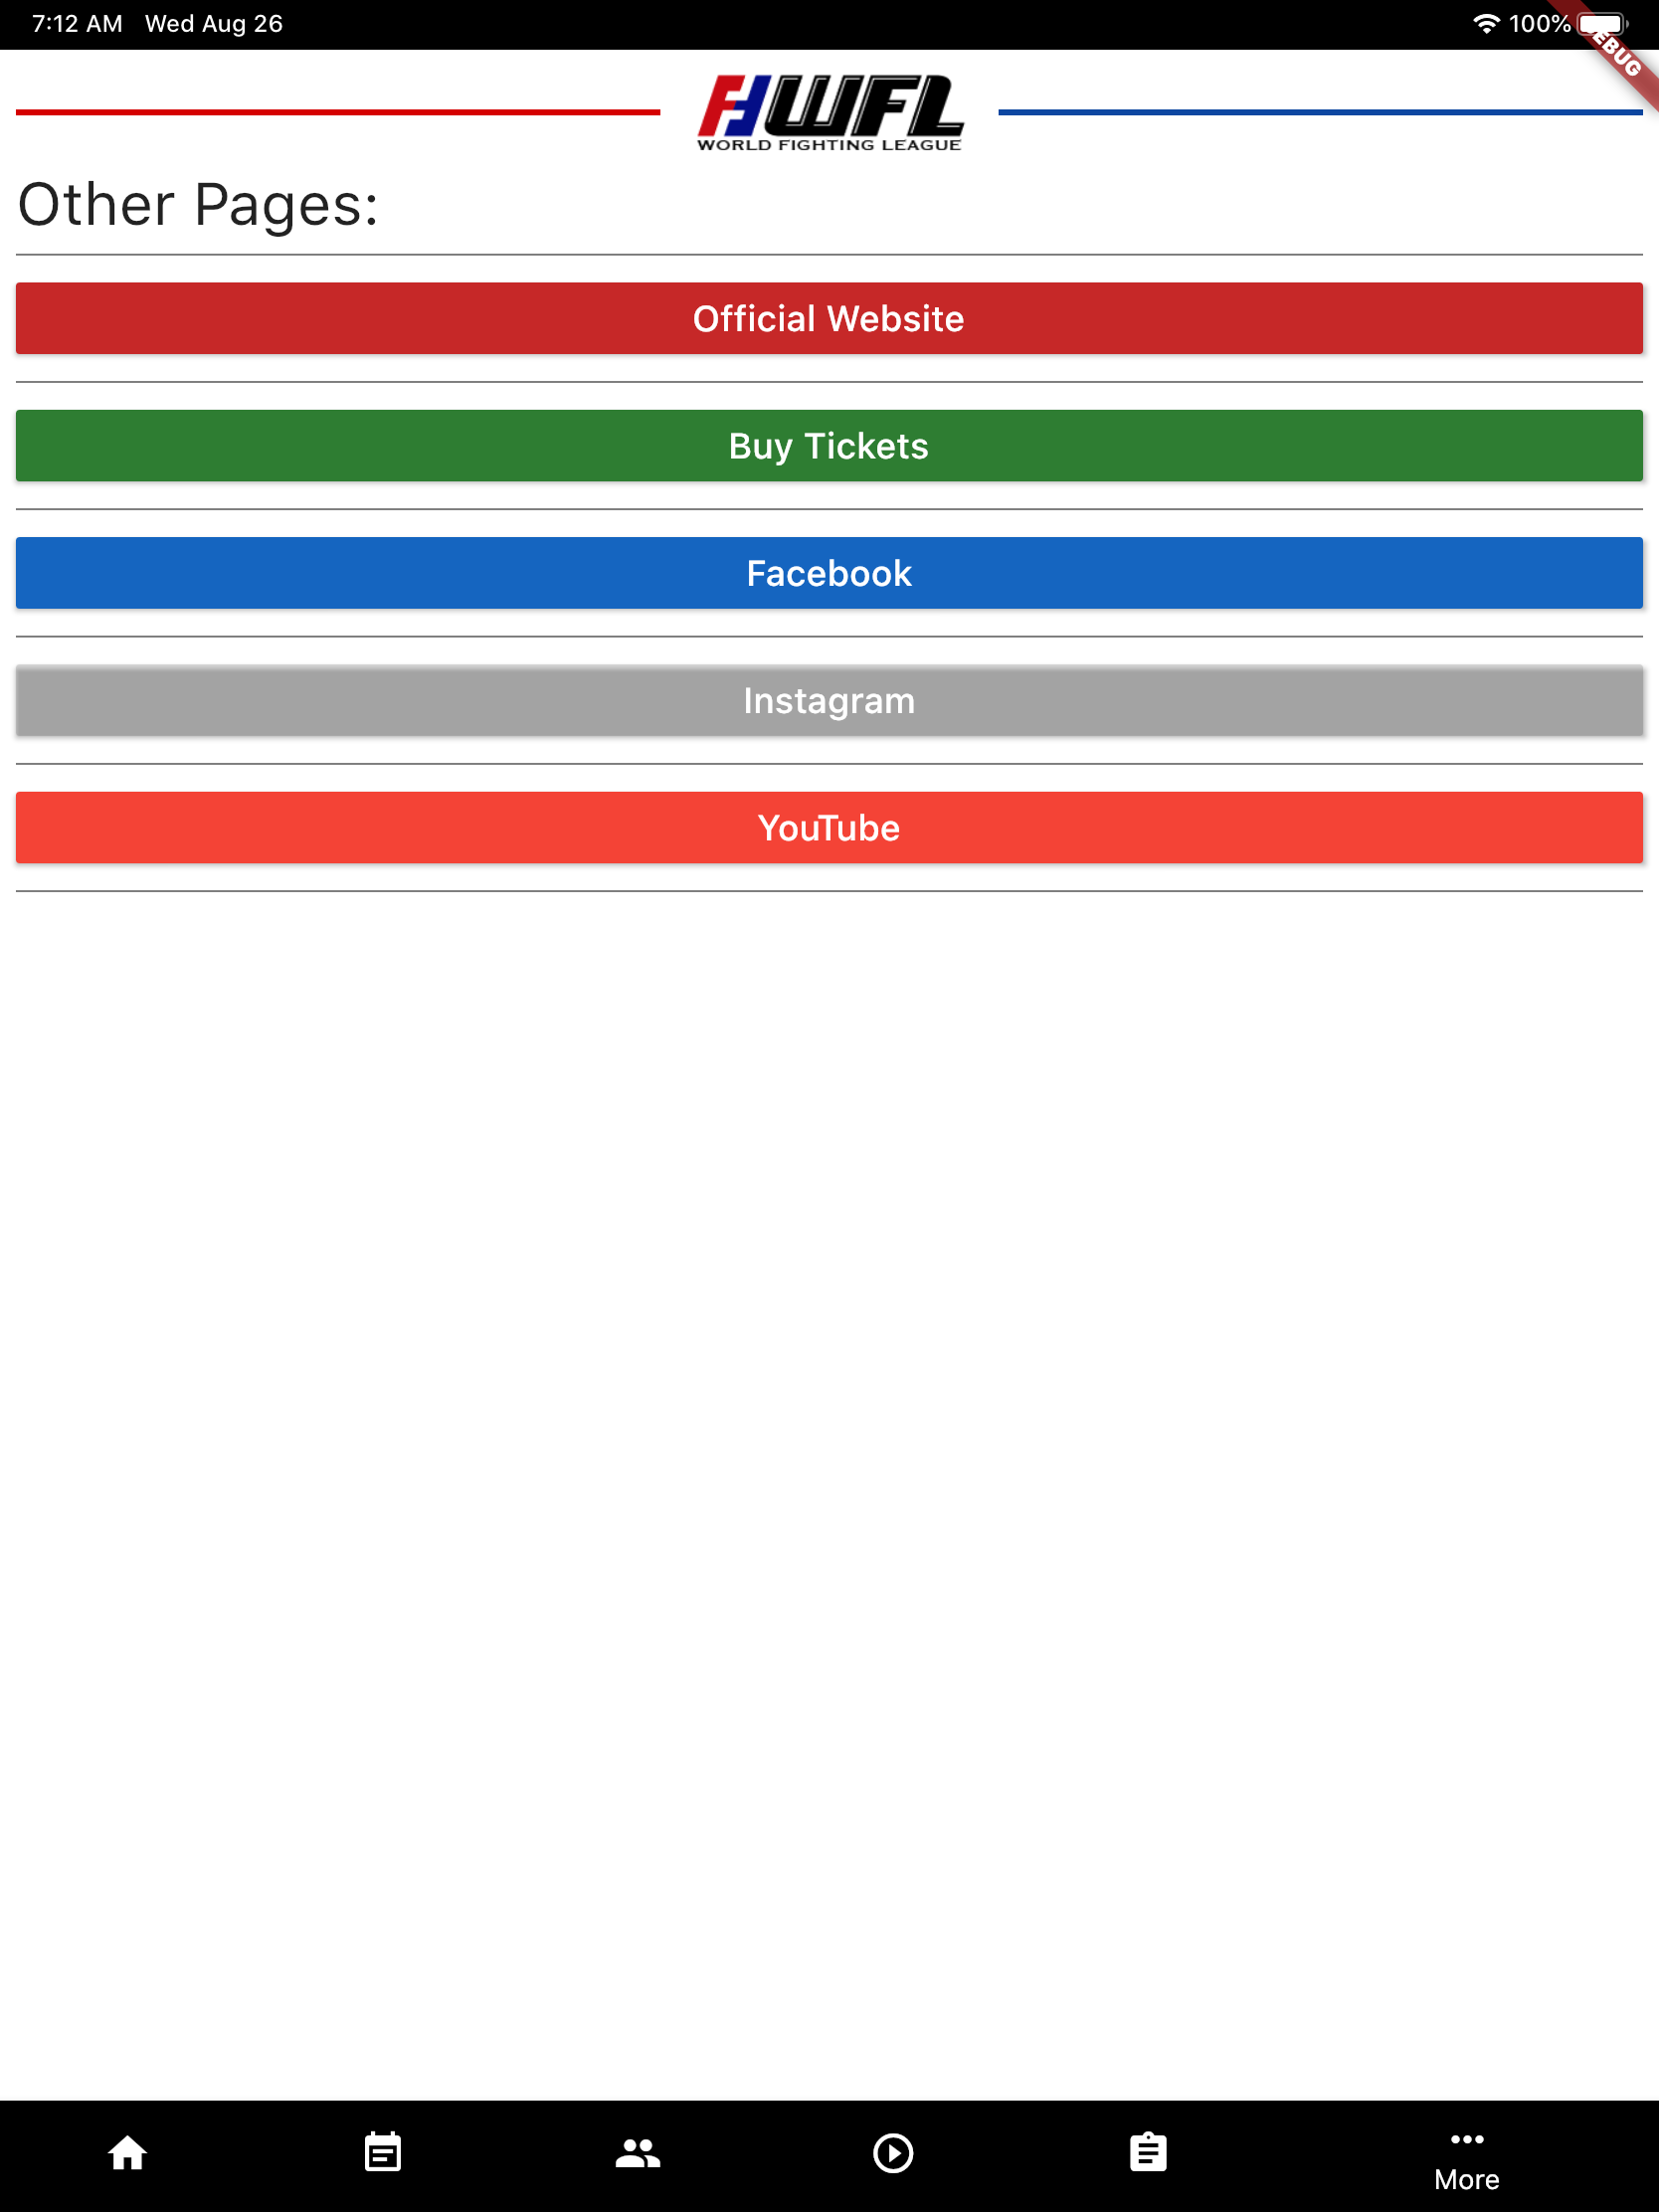 7:12 AM Wed Aug 26
100%
EBUG
WFL
WORLD FIGHTING LEAGUE
Other Pages:
Official Website
Buy Tickets
Facebook
Instagram
YouTube
More